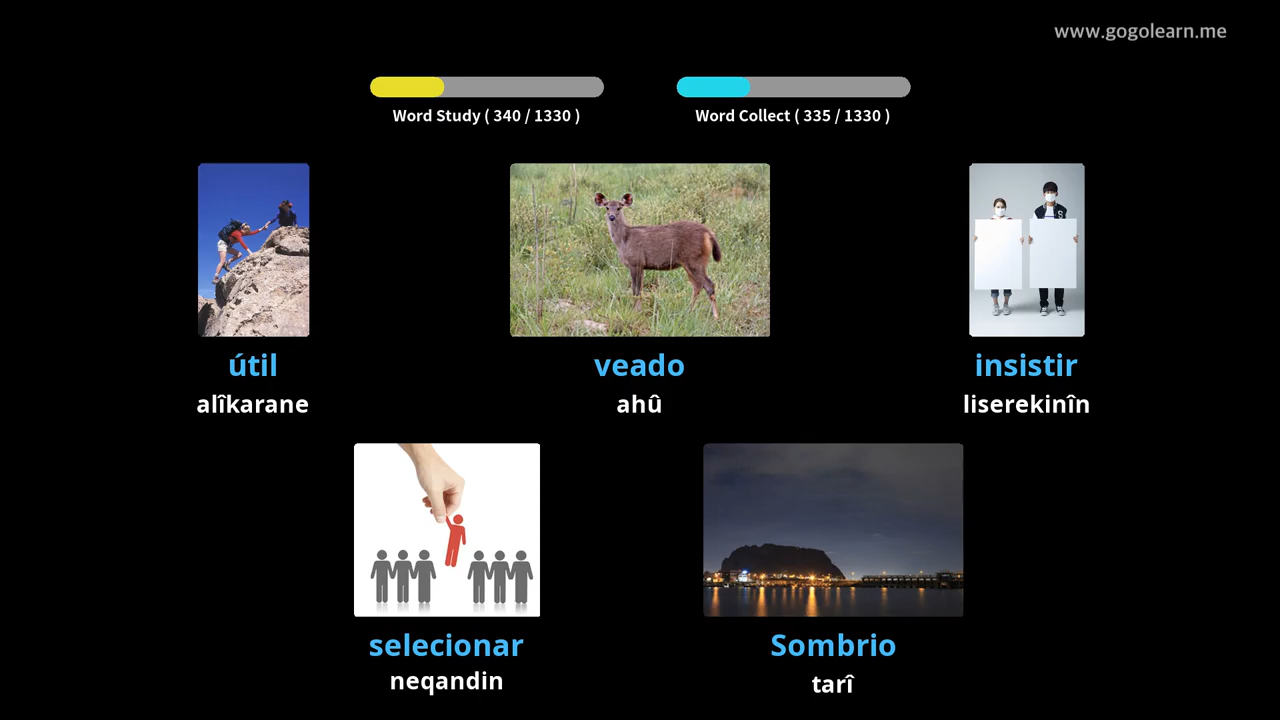 www.gogolearn.me
Word Study ( 340 / 1330 )
Word Collect ( 335 / 1330 )
útil
alîkarane
veado
ahû
insistir
liserekinîn
selecionar
neqandin
Sombrio
tarî